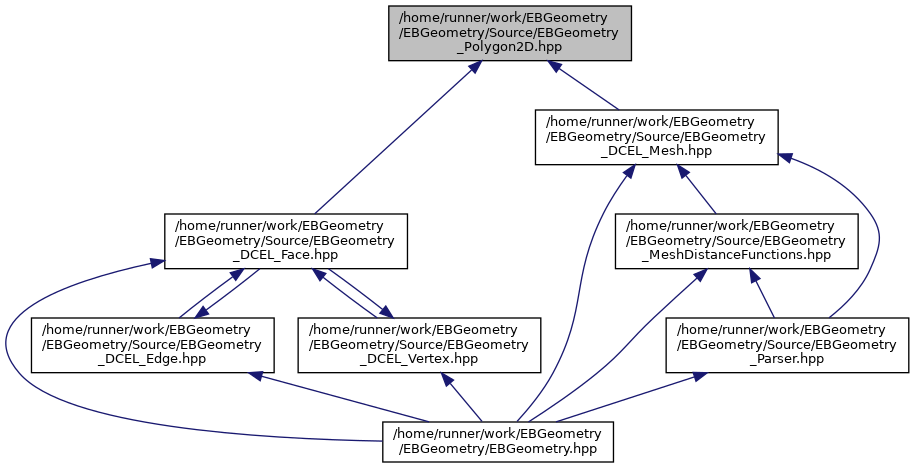 /home/runner/work/EBGeometry
/EBGeometry/Source/EBGeometry
_Polygon2D.hpp
/home/runner/work/EBGeometry
/EBGeometry/Source/EBGeometry
_DCEL_Mesh.hpp
/home/runner/work/EBGeometry
/EBGeometry/Source/EBGeometry
_DCEL_Face.hpp
/home/runner/work/EBGeometry
/EBGeometry/Source/EBGeometry
_MeshDistanceFunctions.hpp
/home/runner/work/EBGeometry
/EBGeometry/Source/EBGeometry
_DCEL_Edge.hpp
/home/runner/work/EBGeometry
/EBGeometry/Source/EBGeometry
_DCEL_Vertex.hpp
/home/runner/work/EBGeometry
/EBGeometry/Source/EBGeometry
_Parser.hpp
/home/runner/work/EBGeometry
/EBGeometry/EBGeometry.hpp